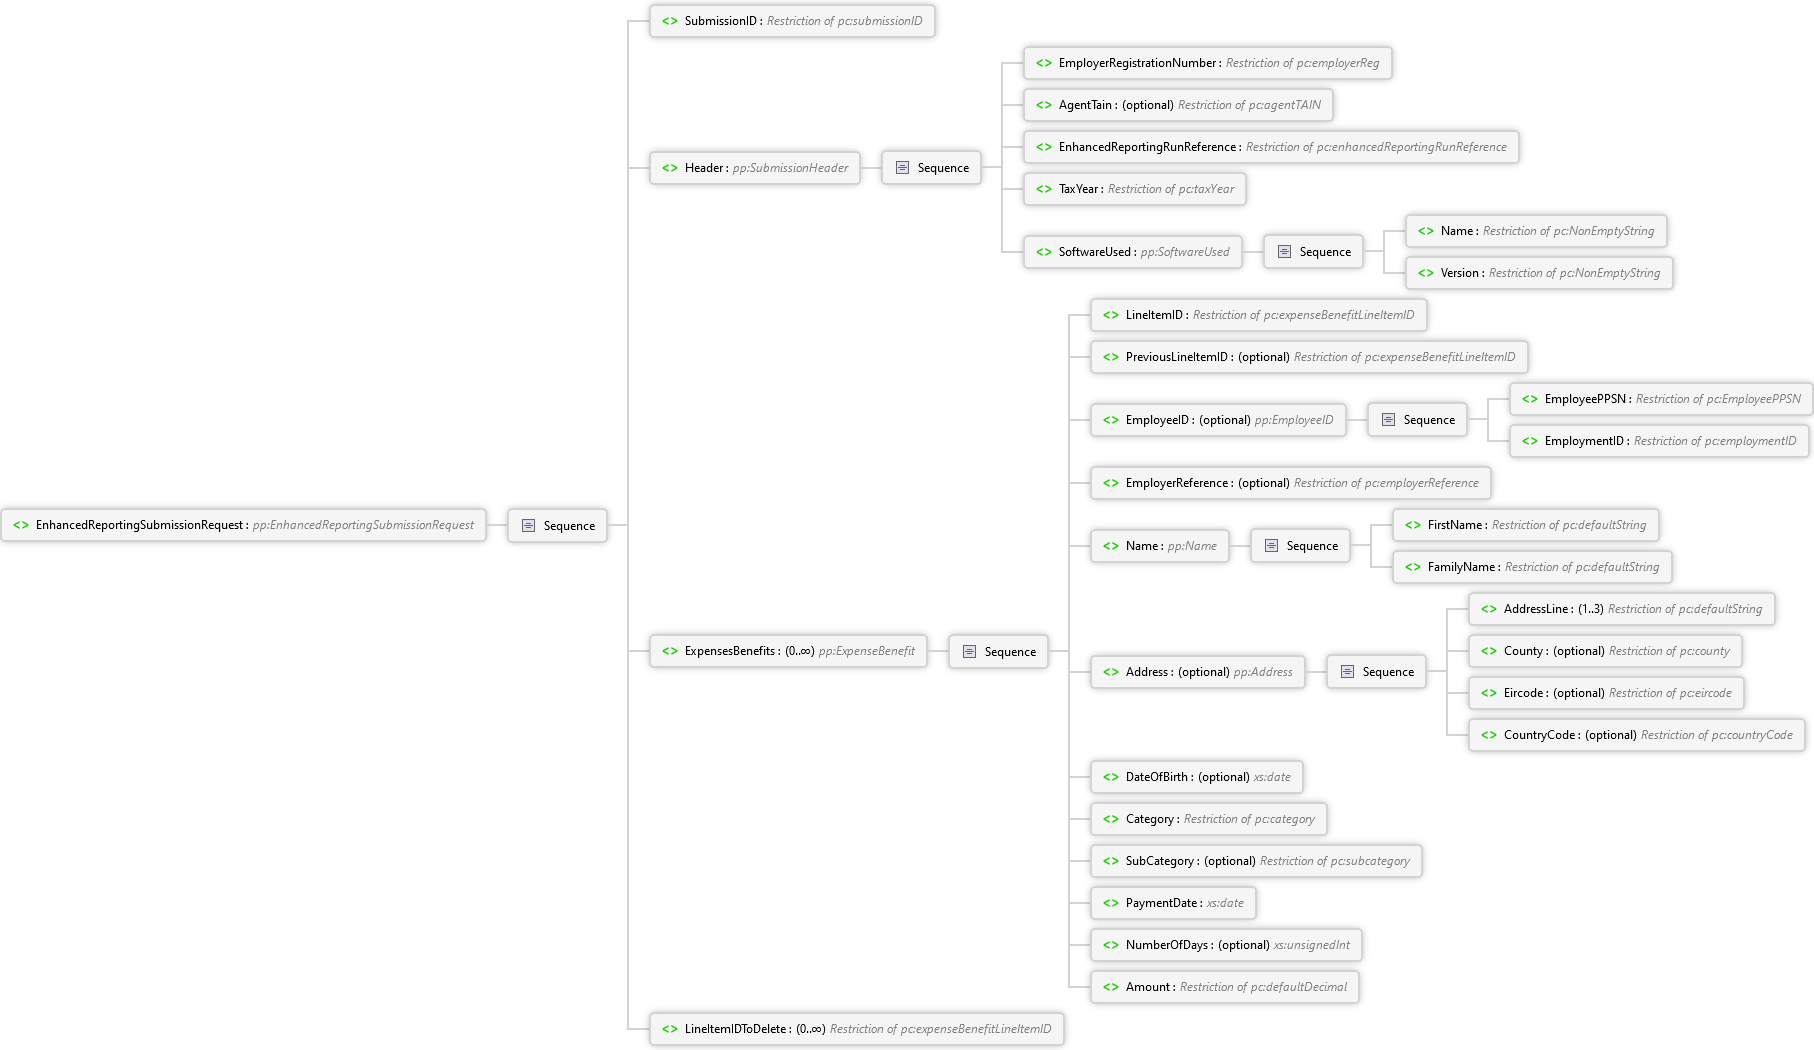 <> SubmissionID : Restriction of pc:submissionID
<> EmployerRegistrationNumber : Restriction of pc:employerReg
<> AgentTain : (optional) Restriction of pc:agentTAIN
<> EnhancedReportingRunReference : Restriction of pc:enhancedReportingRunReference
<> Header : pp:SubmissionHeader
Sequence
<> TaxYear : Restriction of pc:taxYear
<> SoftwareUsed : pp:SoftwareUsed
Sequence
<> Name : Restriction of pc:NonEmptyString
<> Version : Restriction of pc:NonEmptyString
<> LineItemID : Restriction of pc:expenseBenefitLineItemID
<> PreviousLineItemID : (optional) Restriction of pc:expenseBenefitLineItemID
<> EmployeeID : (optional) pp:EmployeeID
Sequence
<> EmployeePPSN : Restriction of pc:EmployeePPSN
<> EmploymentID : Restriction of pc:employmentID
<> EmployerReference : (optional) Restriction of pc:employerReference
<> EnhancedReportingSubmissionRequest : pp:EnhancedReportingSubmissionRequest
Sequence
<> Name : pp:Name
Sequence
<> FirstName : Restriction of pc:defaultString
<> FamilyName : Restriction of pc:defaultString
<> ExpensesBenefits : (0..∞) pp:ExpenseBenefit
Sequence
<> Address : (optional) pp:Address
Sequence
<> AddressLine : (1..3) Restriction of pc:defaultString
<> County : (optional) Restriction of pc:county
<> Eircode : (optional) Restriction of pc:eircode
<> CountryCode : (optional) Restriction of pc:countryCode
<> DateOfBirth : (optional) xs:date
<> Category : Restriction of pc:category
<> SubCategory : (optional) Restriction of pc:subcategory
<> PaymentDate : xs:date
<> NumberOfDays : (optional) xs:unsignedInt
<> Amount : Restriction of pc:defaultDecimal
<> LineItemIDToDelete : (0..∞) Restriction of pc:expenseBenefitLineItemID